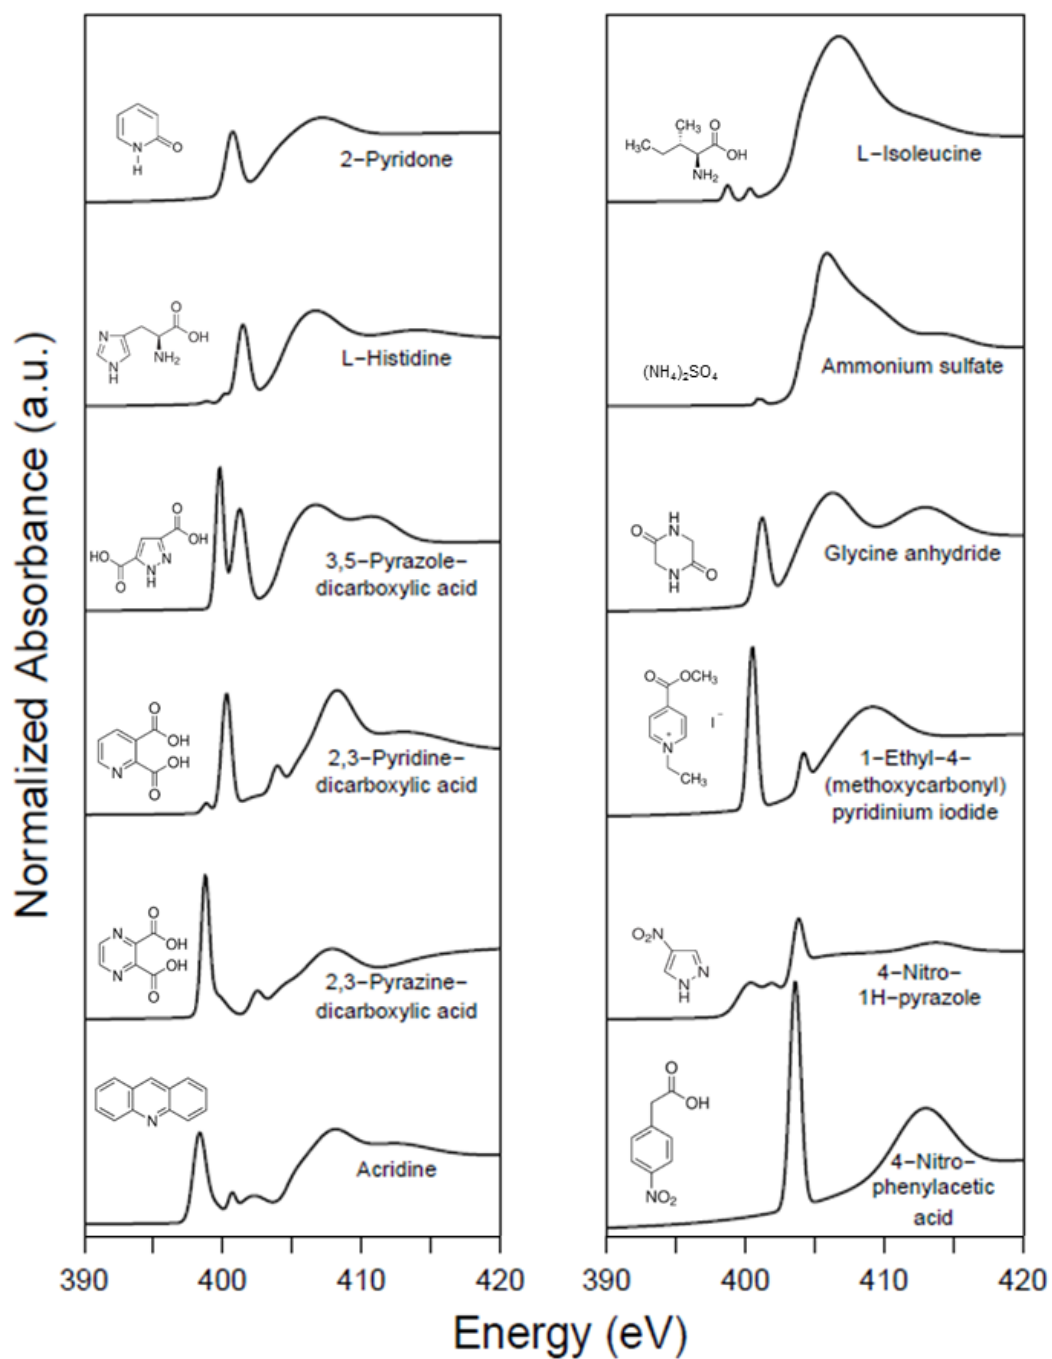 Normalized Absorbance (a.u.)
N
H
O
2−Pyridone
N
N
H
O
OH
NH₂
L−Histidine
O
OH
HO
O
N
N
H
3,5−Pyrazole−
dicarboxylic acid
O
OH
OH
N
O
2,3−Pyridine−
dicarboxylic acid
N
O
OH
OH
N
O
2,3−Pyrazine−
dicarboxylic acid
N
Acridine
390
400
410
420
CH₃
O
H₃C
OH
NH₂
L−Isoleucine
(NH₄)₂SO₄
Ammonium sulfate
H
N
O
N
H
O
Glycine anhydride
O
OCH₃
I⁻
N⁺
CH₃
1−Ethyl−4−
(methoxycarbonyl)
pyridinium iodide
O₂N
N
N
H
4−Nitro−
1H−pyrazole
O
OH
NO₂
4−Nitro−
phenylacetic
acid
390
400
410
420
Energy (eV)